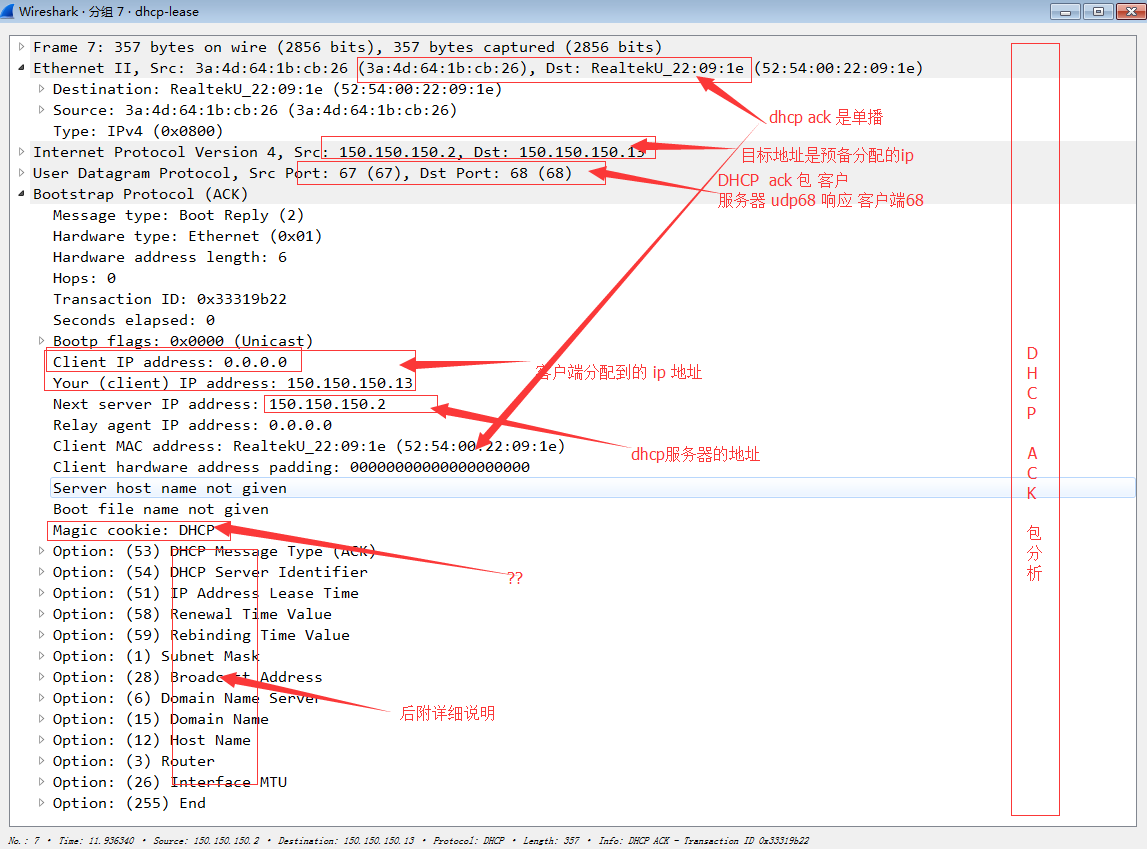 Wireshark · 分组 7 · dhcp-lease
Frame 7: 357 bytes on wire (2856 bits), 357 bytes captured (2856 bits)
Ethernet II, Src: 3a:4d:64:1b:cb:26 (3a:4d:64:1b:cb:26), Dst: RealtekU_22:09:1e (52:54:00:22:09:1e)
Destination: RealtekU_22:09:1e (52:54:00:22:09:1e)
Source: 3a:4d:64:1b:cb:26 (3a:4d:64:1b:cb:26)
dhcp ack 是单播
Type: IPv4 (0x0800)
Internet Protocol Version 4, Src: 150.150.150.2, Dst: 150.150.150.13
目标地址是预备分配的ip
User Datagram Protocol, Src Port: 67 (67), Dst Port: 68 (68)
DHCP ack 包 客户
服务器 udp68 响应 客户端68
Bootstrap Protocol (ACK)
Message type: Boot Reply (2)
Hardware type: Ethernet (0x01)
Hardware address length: 6
Hops: 0
Transaction ID: 0x33319b22
Seconds elapsed: 0
Bootp flags: 0x0000 (Unicast)
Client IP address: 0.0.0.0
客户端分配到的 ip 地址
Your (client) IP address: 150.150.150.13
Next server IP address: 150.150.150.2
Relay agent IP address: 0.0.0.0
Client MAC address: RealtekU_22:09:1e (52:54:00:22:09:1e)
dhcp服务器的地址
Client hardware address padding: 00000000000000000000
Server host name not given
Boot file name not given
Magic cookie: DHCP
Option: (53) DHCP Message Type (ACK)
Option: (54) DHCP Server Identifier
??
Option: (51) IP Address Lease Time
Option: (58) Renewal Time Value
Option: (59) Rebinding Time Value
Option: (1) Subnet Mask
Option: (28) Broadcast Address
Option: (6) Domain Name Server
Option: (15) Domain Name
后附详细说明
Option: (12) Host Name
Option: (3) Router
Option: (26) Interface MTU
Option: (255) End
DHCP ACK 包分析
No.: 7 · Time: 11.936340 · Source: 150.150.150.2 · Destination: 150.150.150.13 · Protocol: DHCP · Length: 357 · Info: DHCP ACK - Transaction ID 0x33319b22